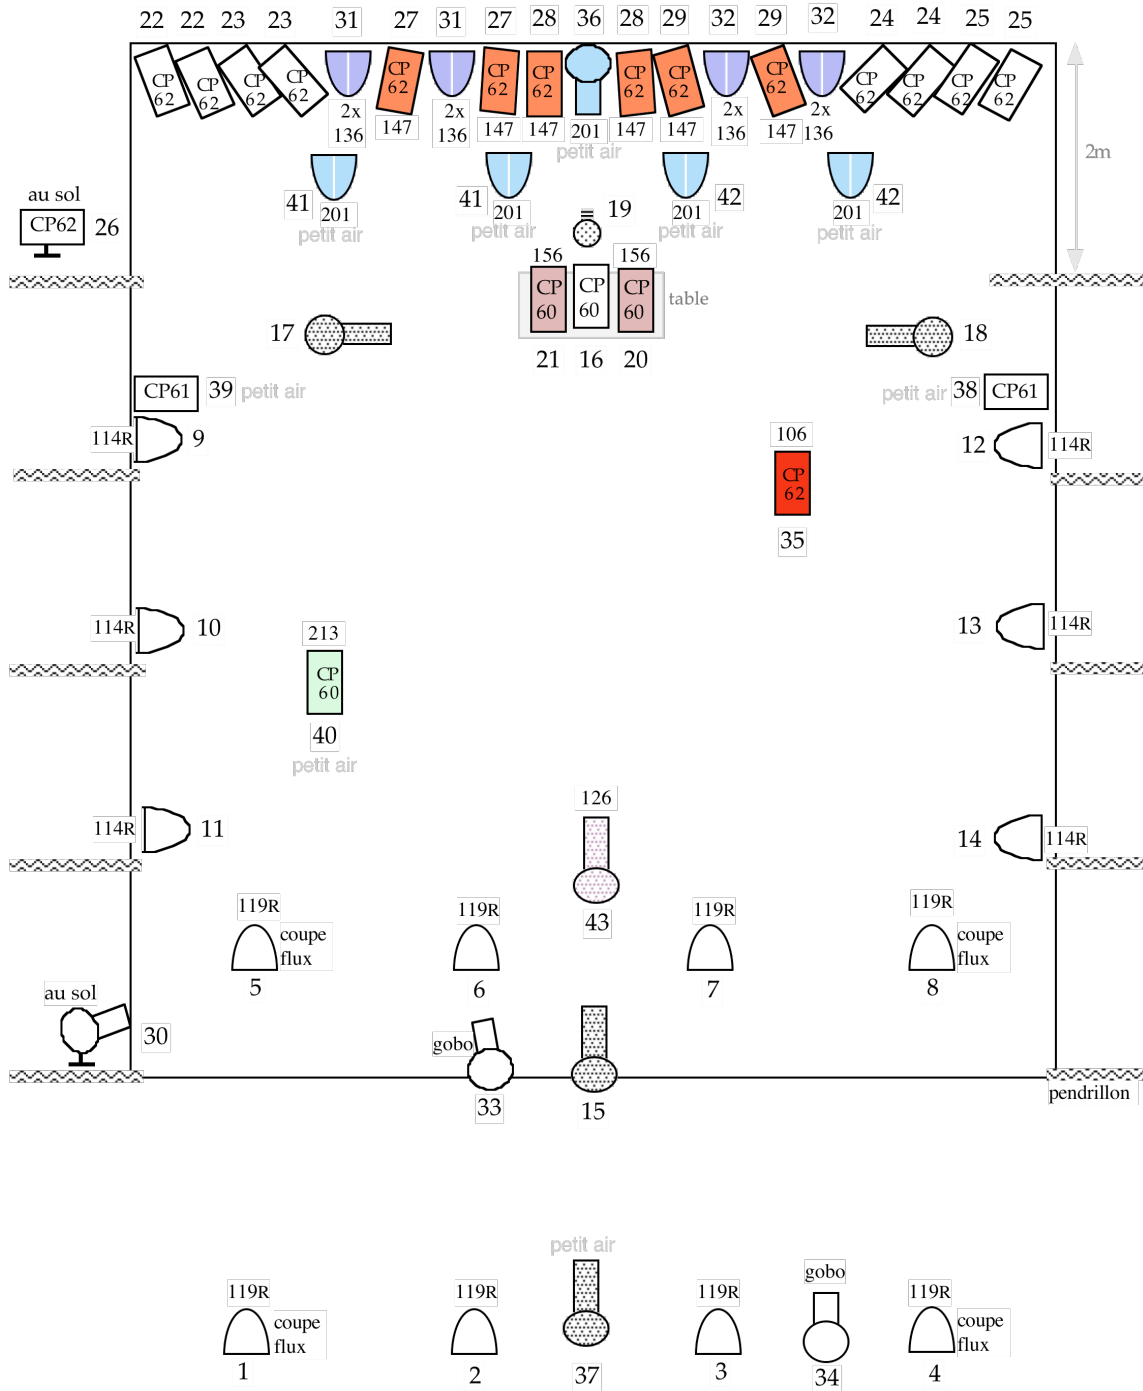 22 22 23 23 31 27 31 27 28 36 28 29 32 29 32 24 24 25 25
CP 62 CP 62 CP 62 CP 62 CP 62 CP 62 CP 62 CP 62 CP 62 CP 62 CP 62 CP 62 CP 62 CP 62
2x 136 147 2x 136 147 147 201 147 147 2x 136 147 2x 136
petit air
2m
41 201 41 201 201 42 201 42
petit air petit air petit air petit air
au sol
CP62 26
19
156 156
CP 60 CP 60 CP 60
table
21 16 20
17 18
CP61 39 petit air petit air 38 CP61
114R 9 12 114R
106
CP 62
35
114R 10 13 114R
213
CP 60
40
petit air
126
43
114R 11 14 114R
119R 119R 119R 119R
coupe flux coupe flux
5 6 7 8
au sol
30
gobo
33 15
pendrillon
petit air
gobo
119R 119R 119R 119R
coupe flux coupe flux
1 2 37 3 34 4